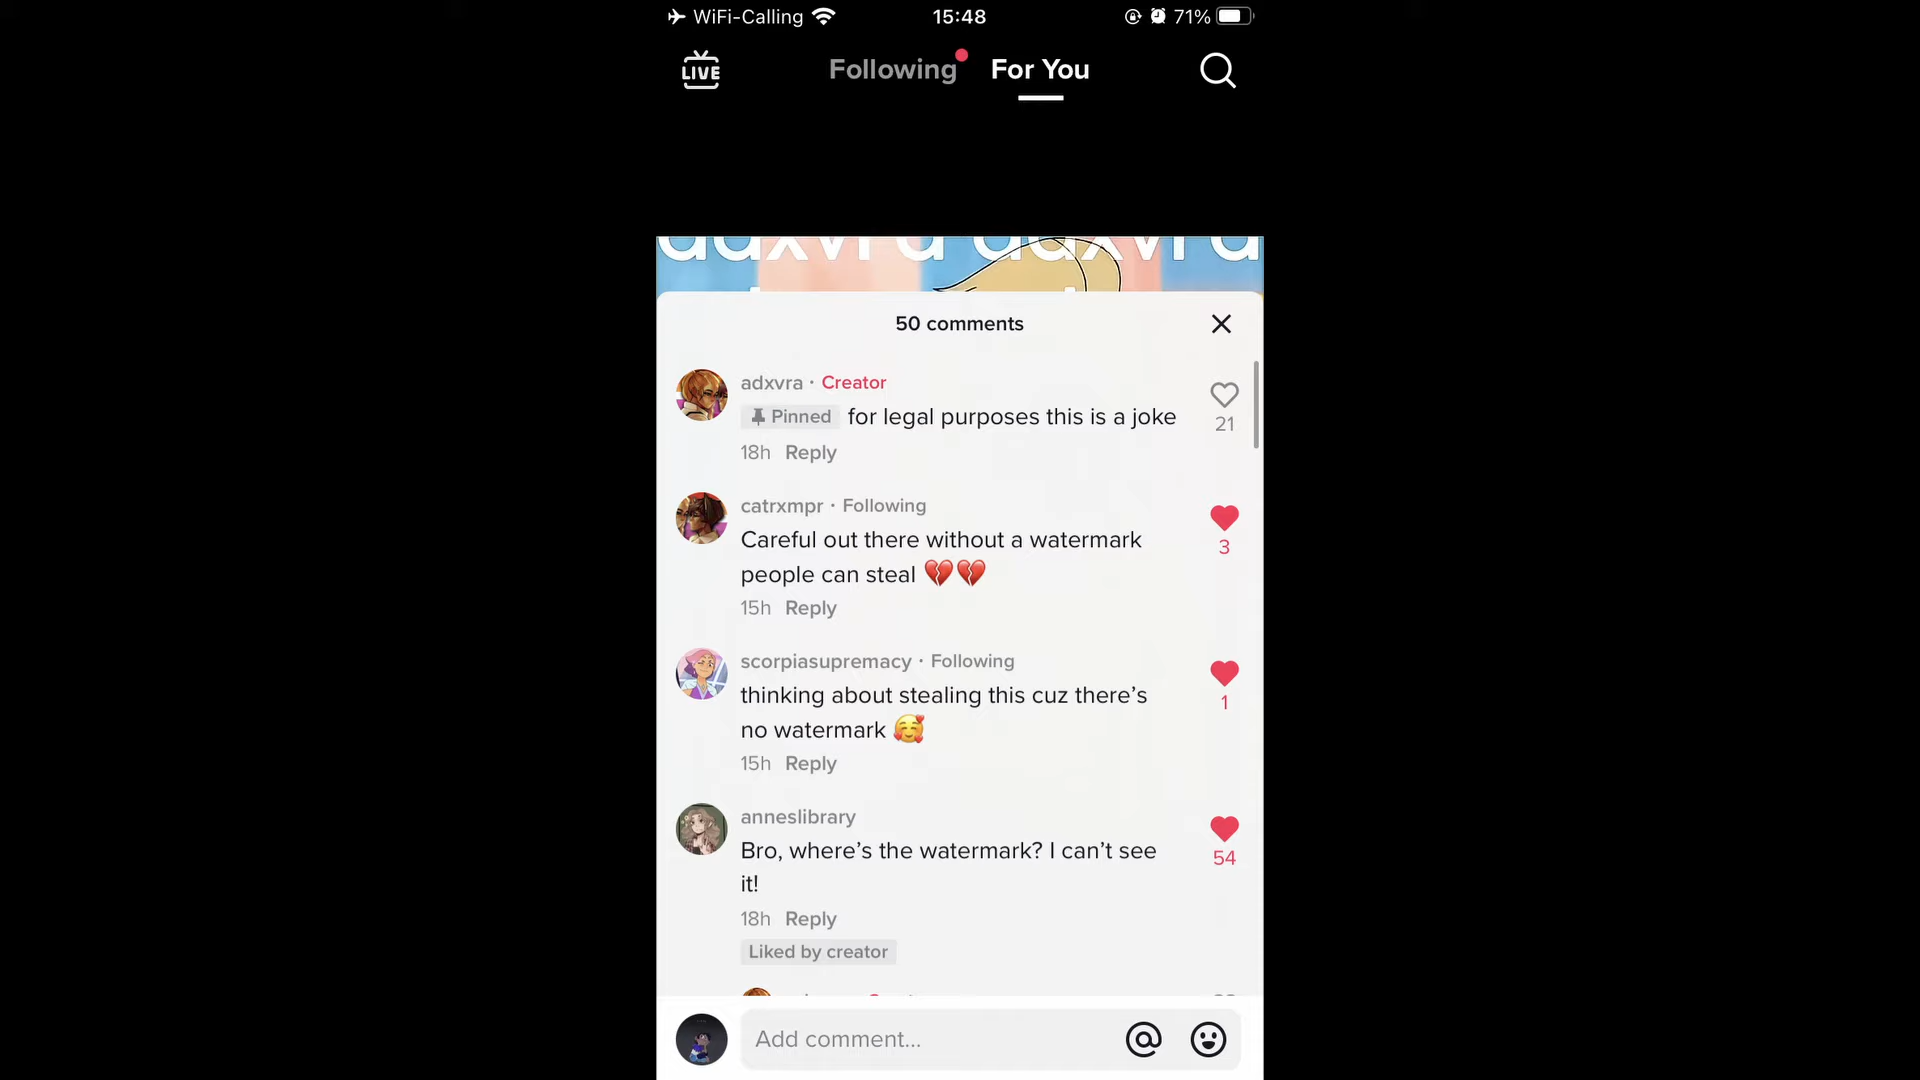 WiFi-Calling 15:48 71%
LIVE Following For You
adxvra adxvra
50 comments
adxvra · Creator
Pinned for legal purposes this is a joke
21
18h Reply
catrxmpr · Following
Careful out there without a watermark
people can steal 💔💔
3
15h Reply
scorpiasupremacy · Following
thinking about stealing this cuz there's
no watermark 🥰
1
15h Reply
anneslibrary
Bro, where's the watermark? I can't see
it!
54
18h Reply
Liked by creator
Add comment...